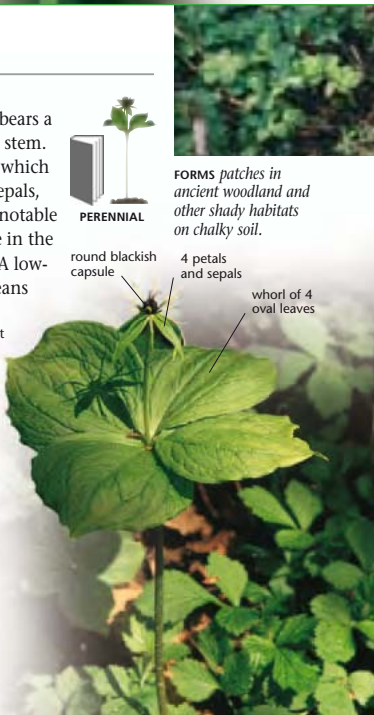 bears a
stem.
which
epals,
notable
e in the
A low-
eans
t
PERENNIAL
FORMS patches in
ancient woodland and
other shady habitats
on chalky soil.
round blackish
capsule
4 petals
and sepals
whorl of 4
oval leaves